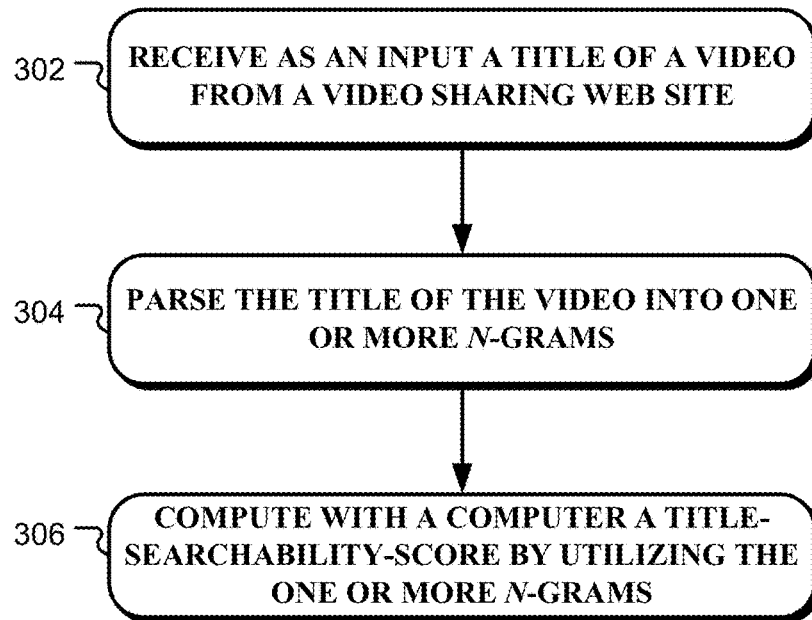 302
RECEIVE AS AN INPUT A TITLE OF A VIDEO
FROM A VIDEO SHARING WEB SITE
304
PARSE THE TITLE OF THE VIDEO INTO ONE
OR MORE N-GRAMS
306
COMPUTE WITH A COMPUTER A TITLE-
SEARCHABILITY-SCORE BY UTILIZING THE
ONE OR MORE N-GRAMS